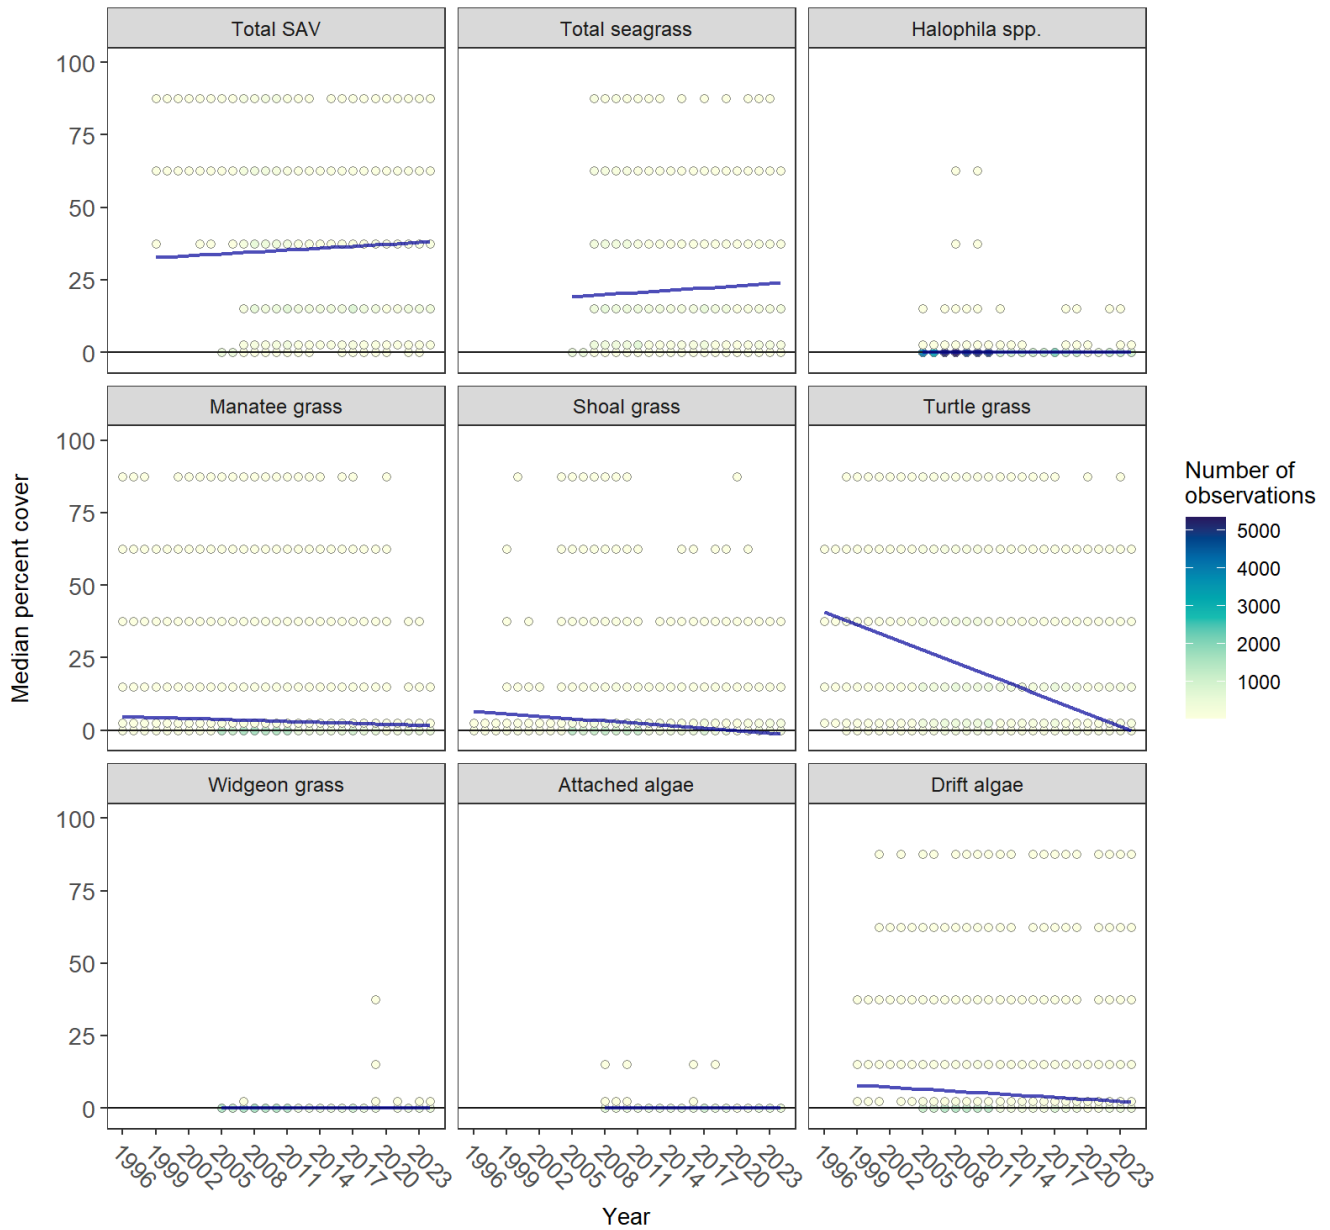 Total SAV
Total seagrass
Halophila spp.
100
75
50
25
0
Manatee grass
Shoal grass
Turtle grass
100
75
50
25
0
Median percent cover
Number of
observations
5000
4000
3000
2000
1000
Widgeon grass
Attached algae
Drift algae
100
75
50
25
0
1996 1999 2002 2005 2008 2011 2014 2017 2020 2023
1996 1999 2002 2005 2008 2011 2014 2017 2020 2023
1996 1999 2002 2005 2008 2011 2014 2017 2020 2023
Year